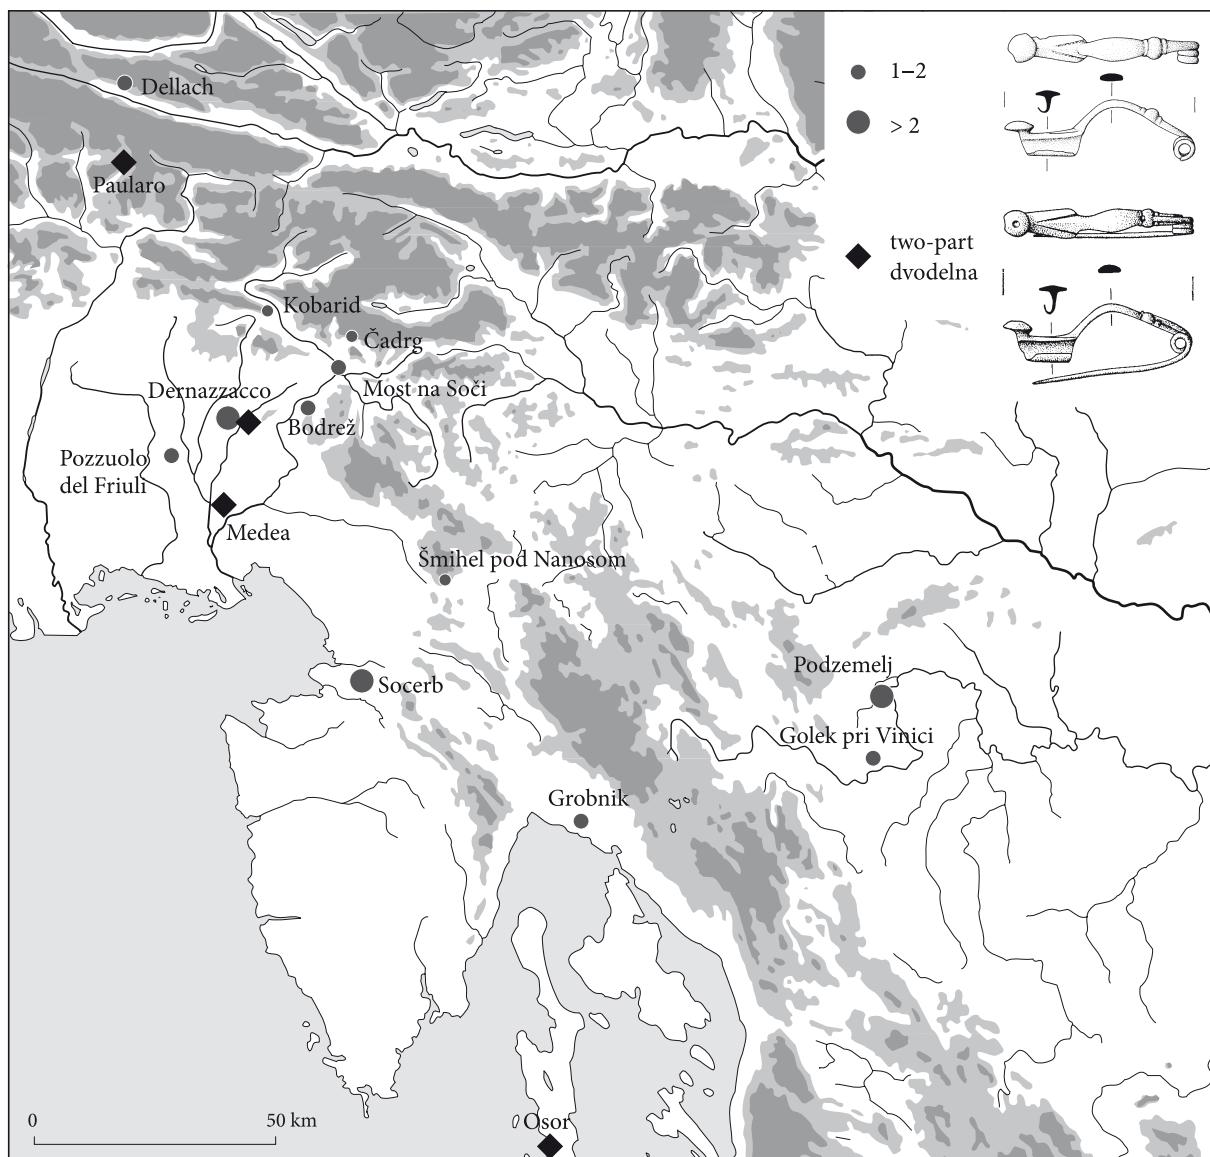 1–2
> 2
two-part
dvodelna
Dellach
Paularo
Kobarid
Čadrg
Most na Soči
Dernazzacco
Bodrež
Pozzuolo
del Friuli
Medea
Šmihel pod Nanosom
Socerb
Podzemelj
Golek pri Vinici
Grobnik
Osor
0
50 km